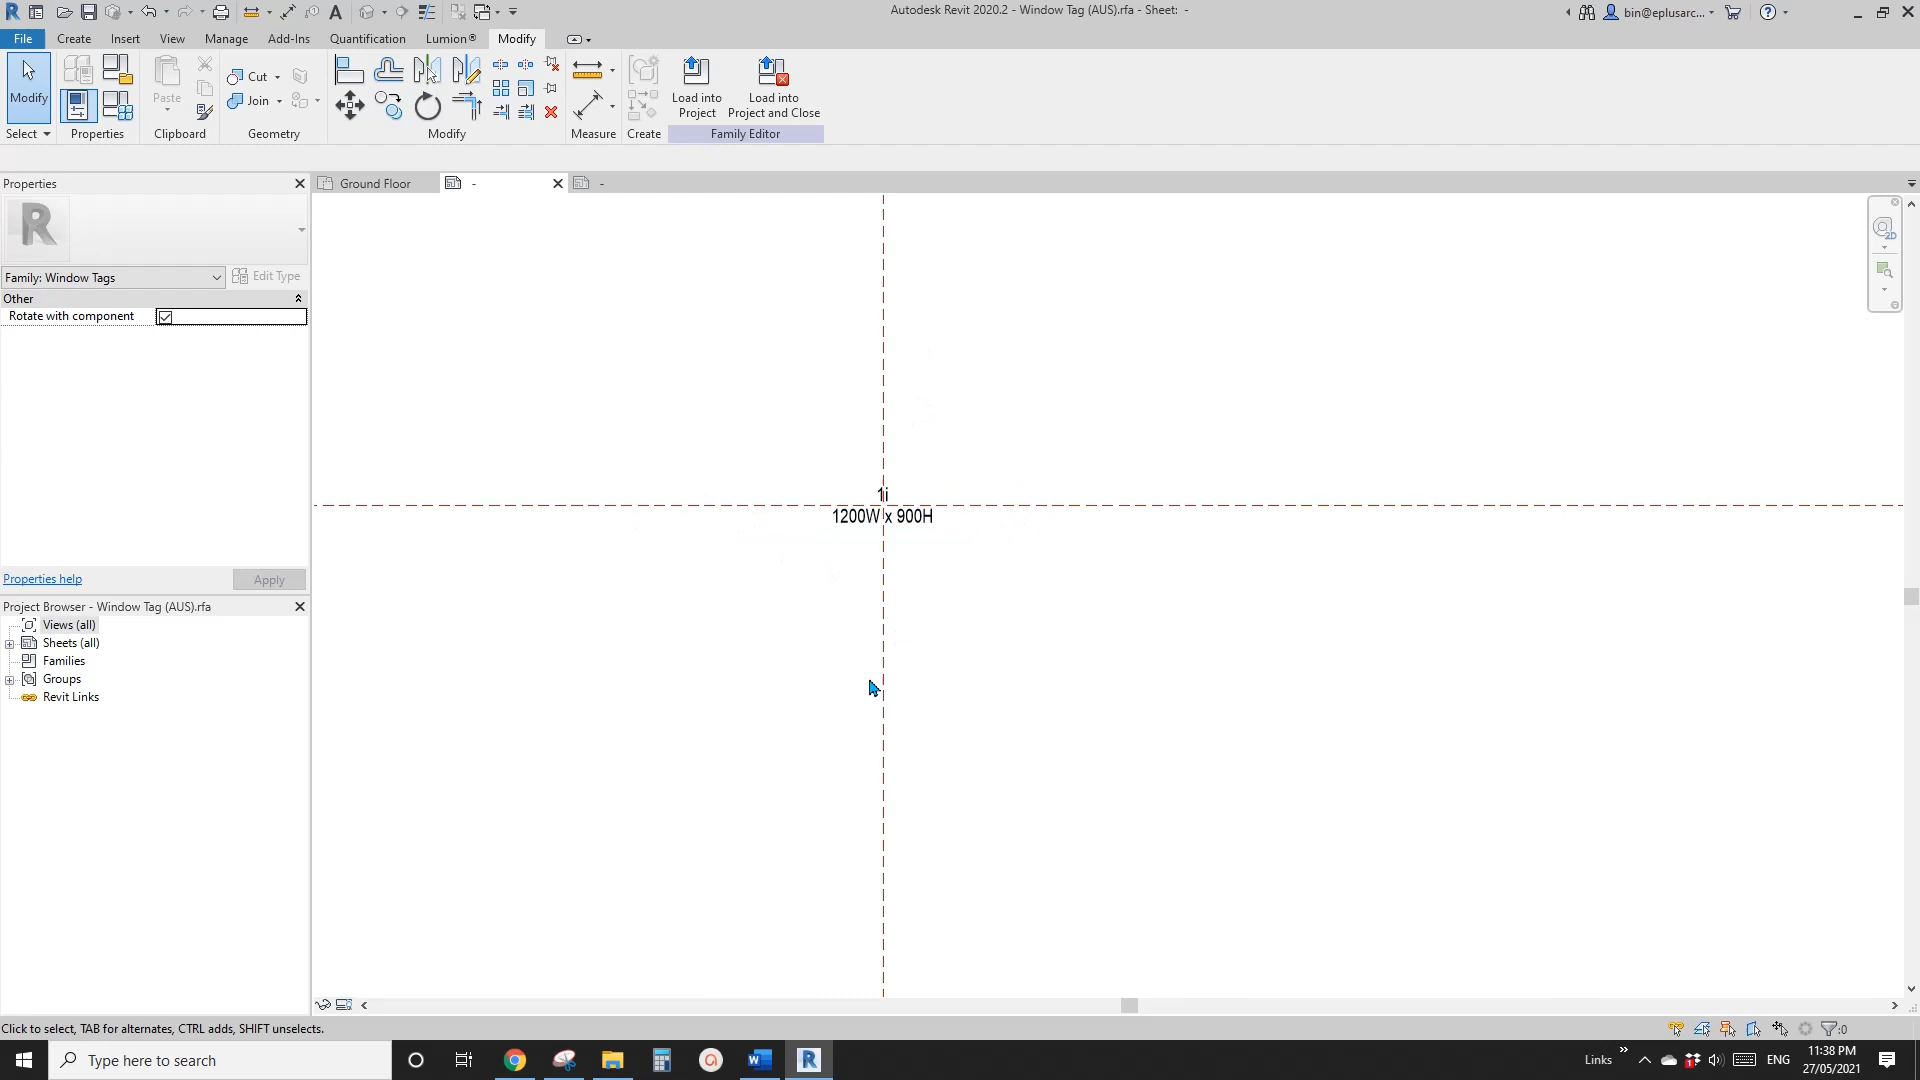 Autodesk Revit 2020.2 - Window Tag (AUS).rfa - Sheet: -
bin@eplusarc...
File Create Insert View Manage Add-Ins Quantification Lumion® Modify
Modify
Paste
Cut
Join
Load into Project
Load into Project and Close
Select Properties Clipboard Geometry Modify Measure Create Family Editor
Properties
Ground Floor
-
-
R
2D
Family: Window Tags
Edit Type
Other
Rotate with component
1i
1200W x 900H
Properties help
Apply
Project Browser - Window Tag (AUS).rfa
Views (all)
Sheets (all)
Families
Groups
Revit Links
Click to select, TAB for alternates, CTRL adds, SHIFT unselects.
:0
Type here to search
Links
ENG
11:38 PM
27/05/2021